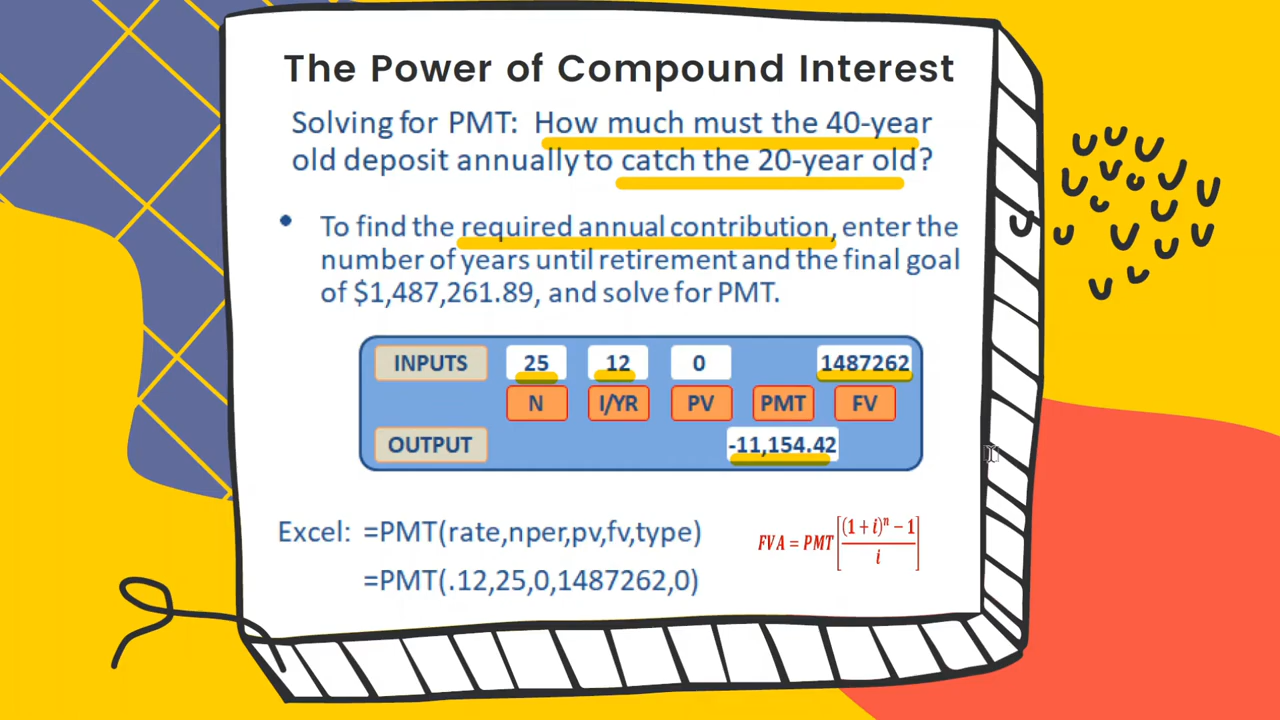 The Power of Compound Interest
Solving for PMT: How much must the 40-year
old deposit annually to catch the 20-year old?
• To find the required annual contribution, enter the
number of years until retirement and the final goal
of $1,487,261.89, and solve for PMT.
INPUTS 25 12 0 1487262
N I/YR PV PMT FV
OUTPUT -11,154.42
Excel: =PMT(rate,nper,pv,fv,type)
=PMT(.12,25,0,1487262,0)
FVA = PMT[((1 + i)ⁿ − 1)/i]